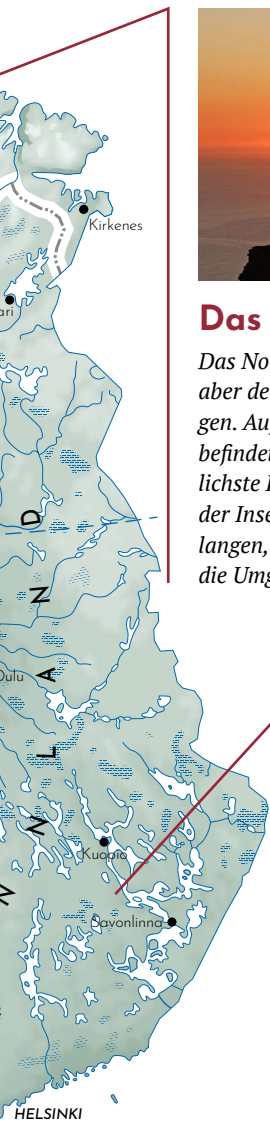 Kirkenes
ari
D
N
A
L
N
N
Oulu
Kuopio
Savonlinna
HELSINKI
Das
Das No
aber de
gen. Au
befindet
lichste I
der Inse
langen,
die Umg